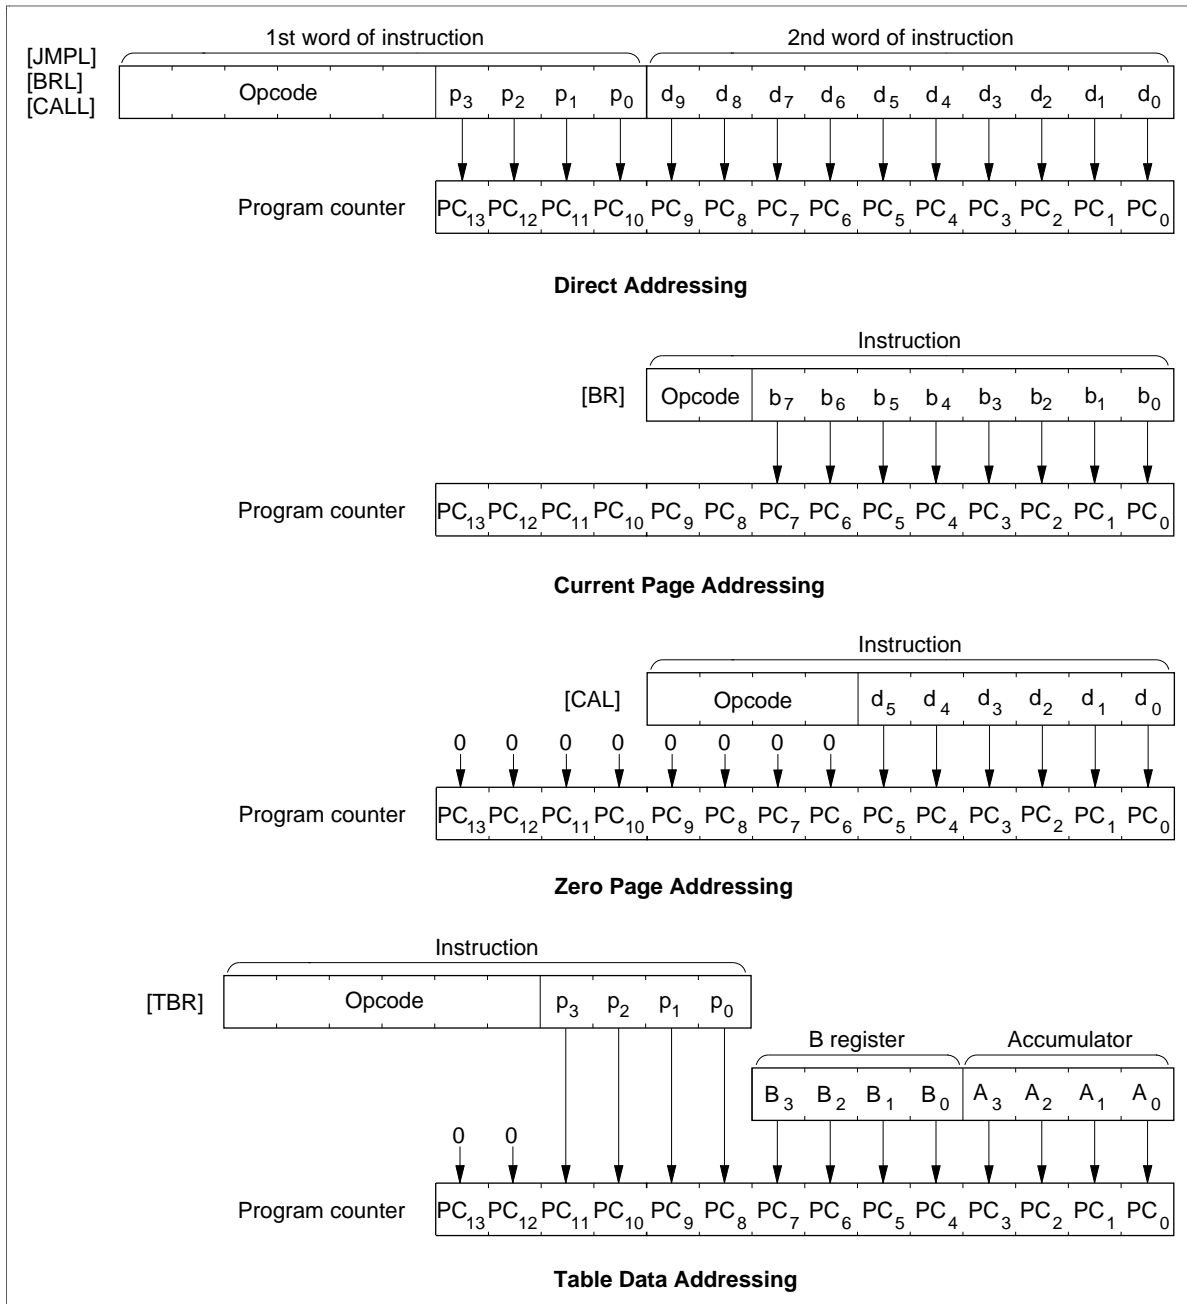 1st word of instruction 2nd word of instruction
[JMPL]
[BRL]
[CALL]
Opcode p3 p2 p1 p0 d9 d8 d7 d6 d5 d4 d3 d2 d1 d0
Program counter PC13 PC12 PC11 PC10 PC9 PC8 PC7 PC6 PC5 PC4 PC3 PC2 PC1 PC0
Direct Addressing
Instruction
[BR] Opcode b7 b6 b5 b4 b3 b2 b1 b0
Program counter PC13 PC12 PC11 PC10 PC9 PC8 PC7 PC6 PC5 PC4 PC3 PC2 PC1 PC0
Current Page Addressing
Instruction
[CAL] Opcode d5 d4 d3 d2 d1 d0
0 0 0 0 0 0 0 0
Program counter PC13 PC12 PC11 PC10 PC9 PC8 PC7 PC6 PC5 PC4 PC3 PC2 PC1 PC0
Zero Page Addressing
Instruction
[TBR] Opcode p3 p2 p1 p0
B register Accumulator
B3 B2 B1 B0 A3 A2 A1 A0
0 0
Program counter PC13 PC12 PC11 PC10 PC9 PC8 PC7 PC6 PC5 PC4 PC3 PC2 PC1 PC0
Table Data Addressing